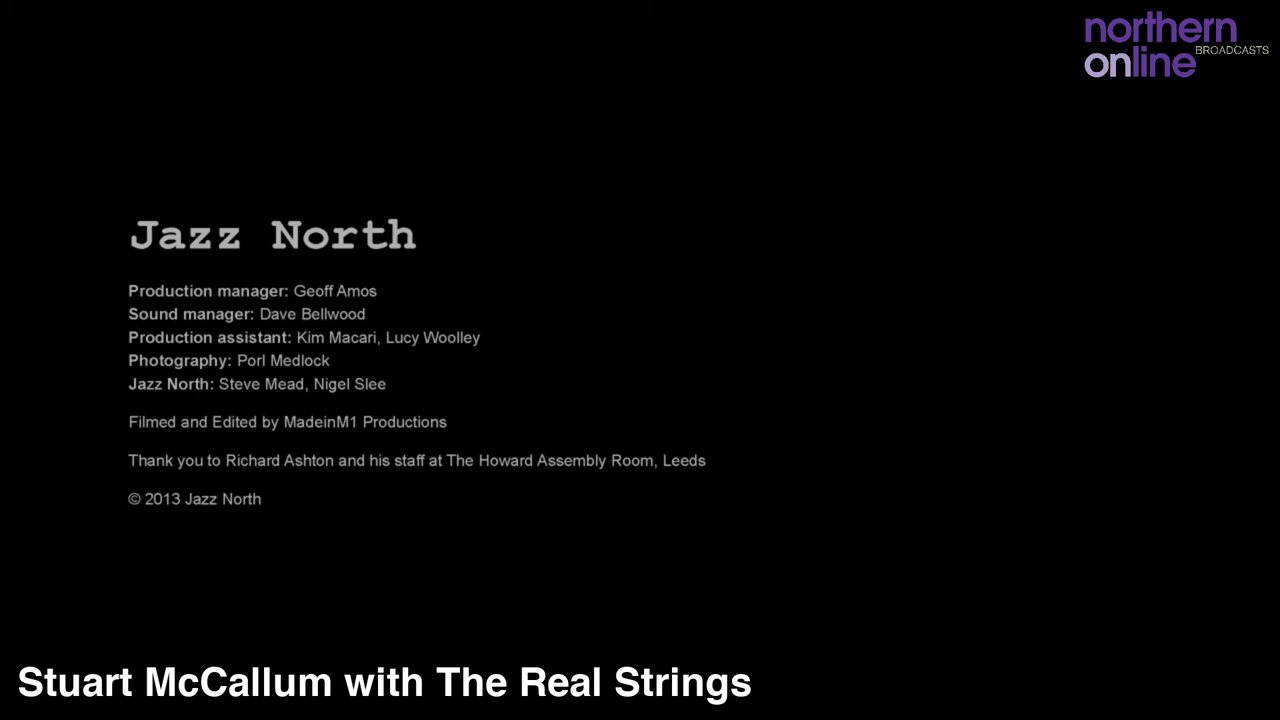 northern
BROADCASTS
online
Jazz North
Production manager: Geoff Amos
Sound manager: Dave Bellwood
Production assistant: Kim Macari, Lucy Woolley
Photography: Porl Medlock
Jazz North: Steve Mead, Nigel Slee
Filmed and Edited by MadeinM1 Productions
Thank you to Richard Ashton and his staff at The Howard Assembly Room, Leeds
© 2013 Jazz North
Stuart McCallum with The Real Strings